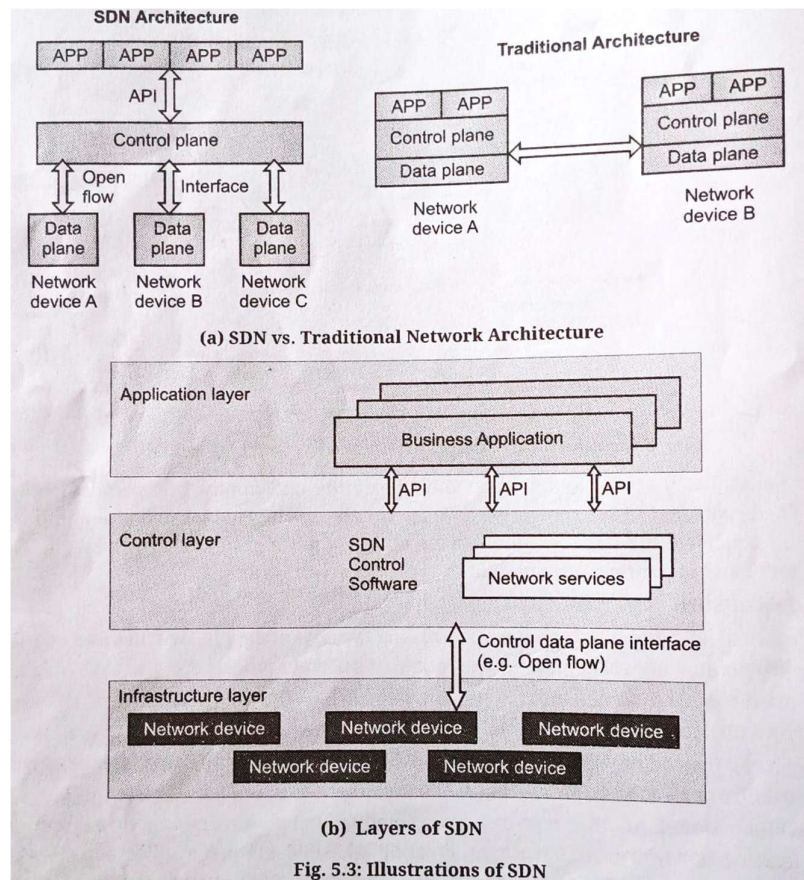 SDN Architecture
APP APP APP APP
API
Control plane
Open
flow
Interface
Data
plane
Data
plane
Data
plane
Network
device A
Network
device B
Network
device C
Traditional Architecture
APP APP
Control plane
Data plane
Network
device A
APP APP
Control plane
Data plane
Network
device B
(a) SDN vs. Traditional Network Architecture
Application layer
Business Application
API API API
Control layer
SDN
Control
Software
Network services
Control data plane interface
(e.g. Open flow)
Infrastructure layer
Network device Network device Network device
Network device Network device
(b) Layers of SDN
Fig. 5.3: Illustrations of SDN